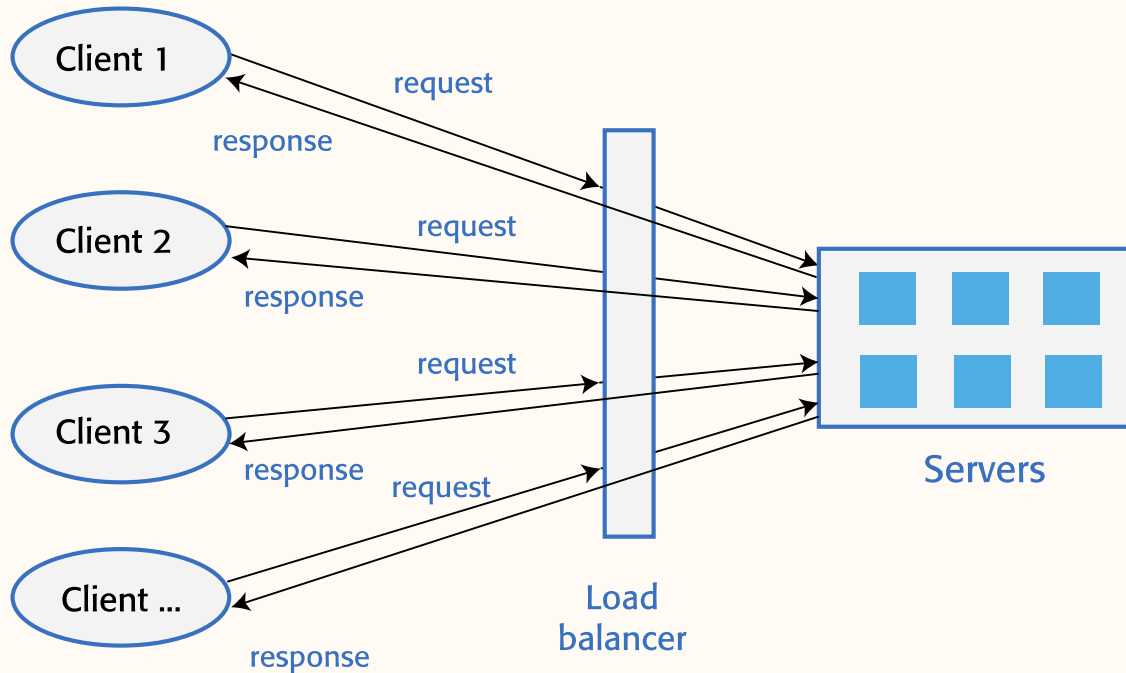 Client 1
request
response
Client 2
request
response
request
Client 3
response
request
Servers
Client ...
Load
balancer
response